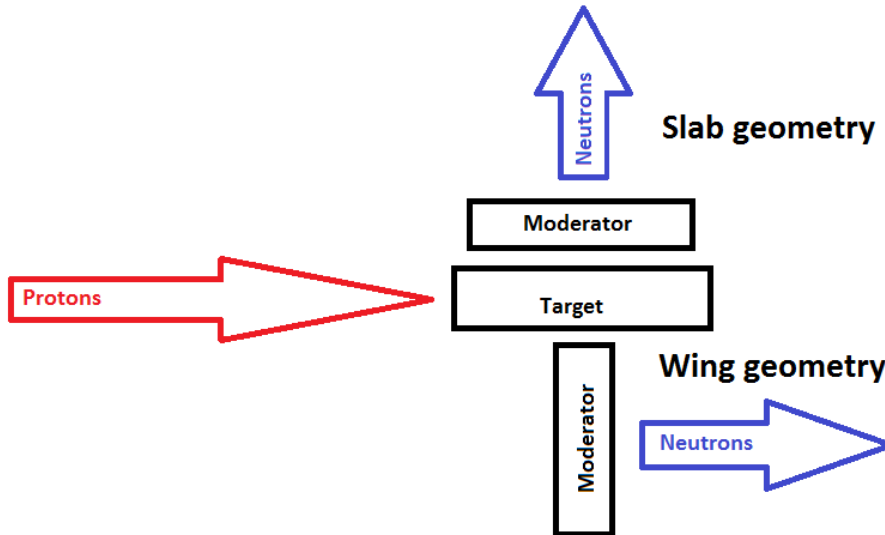 Neutrons
Slab geometry
Moderator
Protons
Target
Wing geometry
Moderator
Neutrons